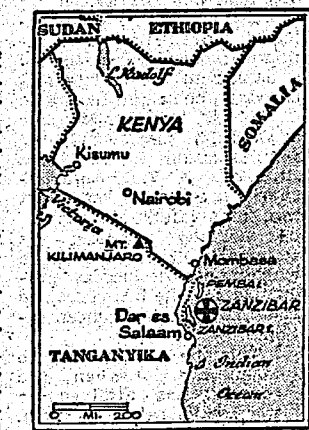 SUDAN ETHIOPIA
L. Rudolf
KENYA
SOMALIA
Kisumu
Nairobi
Victoria
MT.
KILIMANJARO
Mombasa
PEMBA I.
ZANZIBAR
Dar es
Salaam
ZANZIBAR I.
TANGANYIKA
Indian
Ocean
0 MI. 200